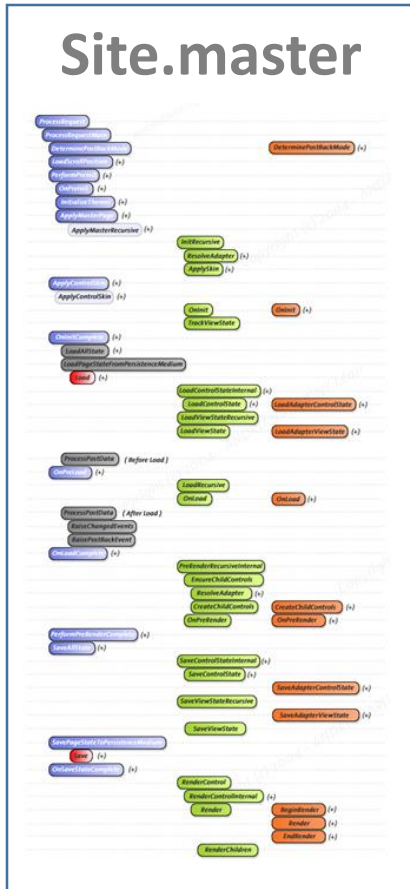 Site.master
ProcessRequest
ProcessRequestMain
DeterminePostBackMode DeterminePostBackMode (+)
LoadScrollPosition (+)
PerformPreInit (+)
OnPreInit (+)
InitializeThemes (+)
ApplyMasterPage (+)
ApplyMasterRecursive (+)
InitRecursive
ResolveAdapter (+)
ApplySkin (+)
ApplyControlSkin (+)
ApplyControlSkin (+)
OnInit OnInit (+)
TrackViewState
OnInitComplete (+)
LoadAllState (+)
LoadPageStateFromPersistenceMedium
Load (+)
LoadControlStateInternal (+)
LoadControlState (+) LoadAdapterControlState (+)
LoadViewStateRecursive
LoadViewState LoadAdapterViewState (+)
ProcessPostData ( Before Load )
OnPreLoad (+)
LoadRecursive
OnLoad OnLoad (+)
ProcessPostData ( After Load )
RaiseChangedEvents
RaisePostBackEvent
OnLoadComplete (+)
PreRenderRecursiveInternal
EnsureChildControls
ResolveAdapter (+)
CreateChildControls CreateChildControls (+)
OnPreRender OnPreRender (+)
PerformPreRenderComplete (+)
SaveAllState (+)
SaveControlStateInternal (+)
SaveControlState (+)
SaveAdapterControlState (+)
SaveViewStateRecursive
SaveAdapterViewState (+)
SaveViewState
SavePageStateToPersistenceMedium
Save (+)
OnSaveStateComplete (+)
RenderControl
RenderControlInternal (+)
Render BeginRender (+)
Render (+)
EndRender (+)
RenderChildren